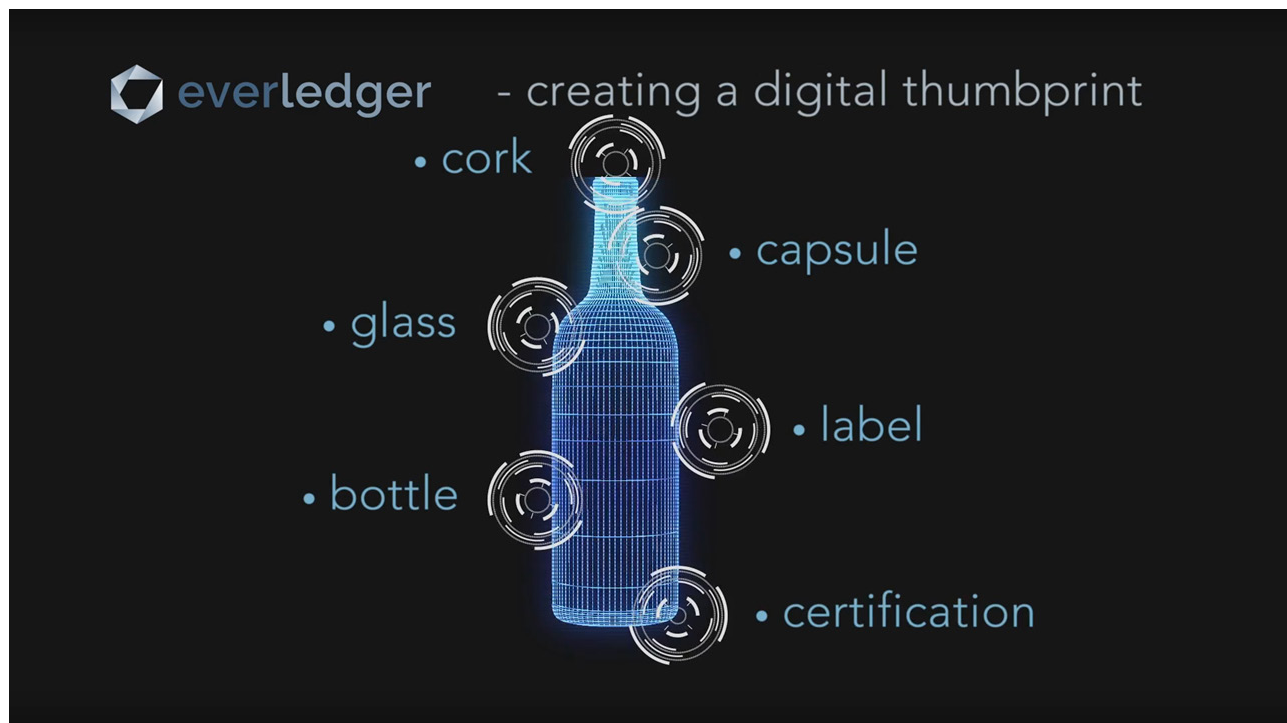 everledger - creating a digital thumbprint
• cork
• capsule
• glass
• label
• bottle
• certification